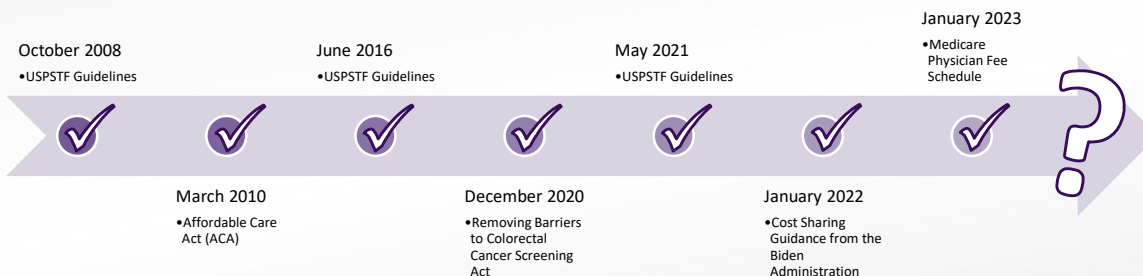 October 2008
•USPSTF Guidelines
March 2010
•Affordable Care
Act (ACA)
June 2016
•USPSTF Guidelines
December 2020
•Removing Barriers
to Colorectal
Cancer Screening
Act
May 2021
•USPSTF Guidelines
January 2022
•Cost Sharing
Guidance from the
Biden
Administration
January 2023
•Medicare
Physician Fee
Schedule
?